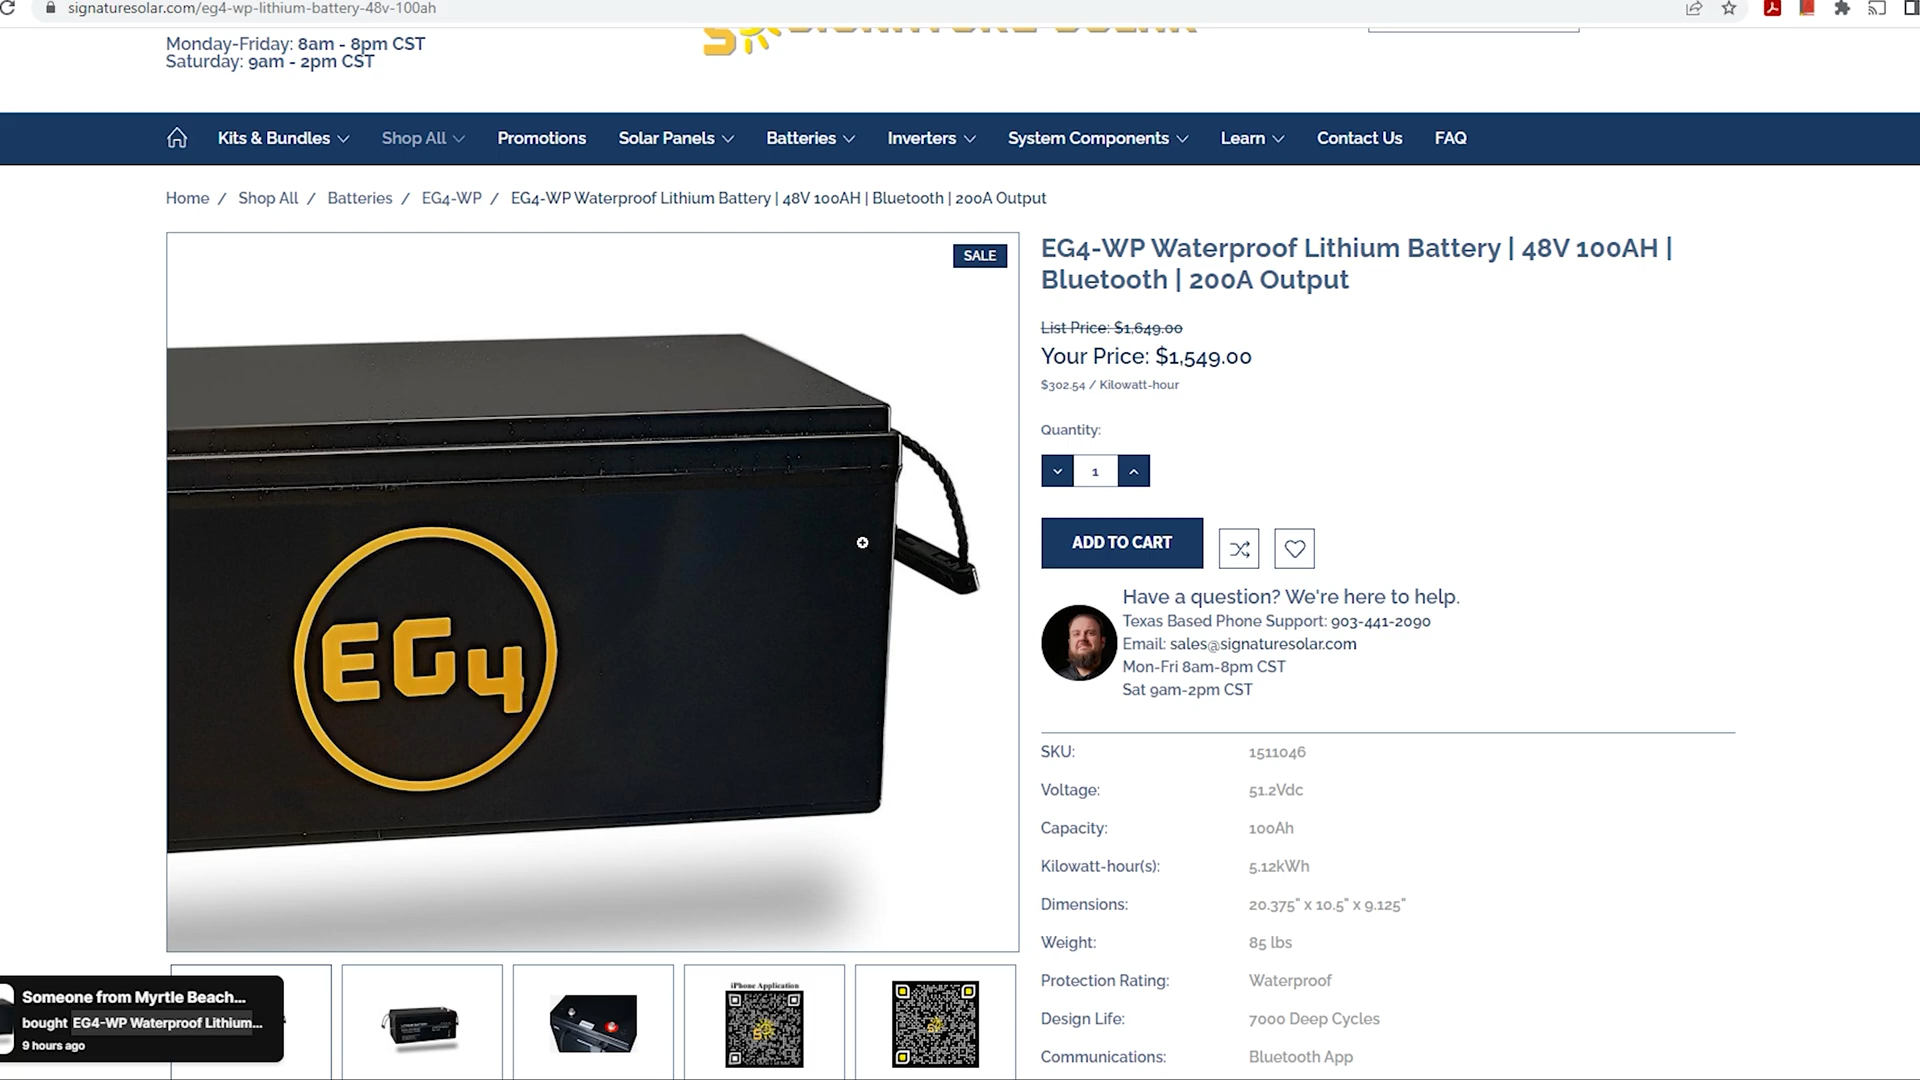 signaturesolar.com/eg4-wp-lithium-battery-48v-100ah
Monday-Friday: 8am - 8pm CST
Saturday: 9am - 2pm CST
SIGNATURE SOLAR
Kits & Bundles
Shop All
Promotions
Solar Panels
Batteries
Inverters
System Components
Learn
Contact Us
FAQ
Home / Shop All / Batteries / EG4-WP / EG4-WP Waterproof Lithium Battery | 48V 100AH | Bluetooth | 200A Output
SALE
EG4
EG4-WP Waterproof Lithium Battery | 48V 100AH |
Bluetooth | 200A Output
List Price: $1,649.00
Your Price: $1,549.00
$302.54 / Kilowatt-hour
Quantity:
1
ADD TO CART
Have a question? We're here to help.
Texas Based Phone Support: 903-441-2090
Email: sales@signaturesolar.com
Mon-Fri 8am-8pm CST
Sat 9am-2pm CST
SKU: 1511046
Voltage: 51.2Vdc
Capacity: 100Ah
Kilowatt-hour(s): 5.12kWh
Dimensions: 20.375" x 10.5" x 9.125"
Weight: 85 lbs
Protection Rating: Waterproof
Design Life: 7000 Deep Cycles
Communications: Bluetooth App
Someone from Myrtle Beach...
bought EG4-WP Waterproof Lithium...
9 hours ago
iPhone Application